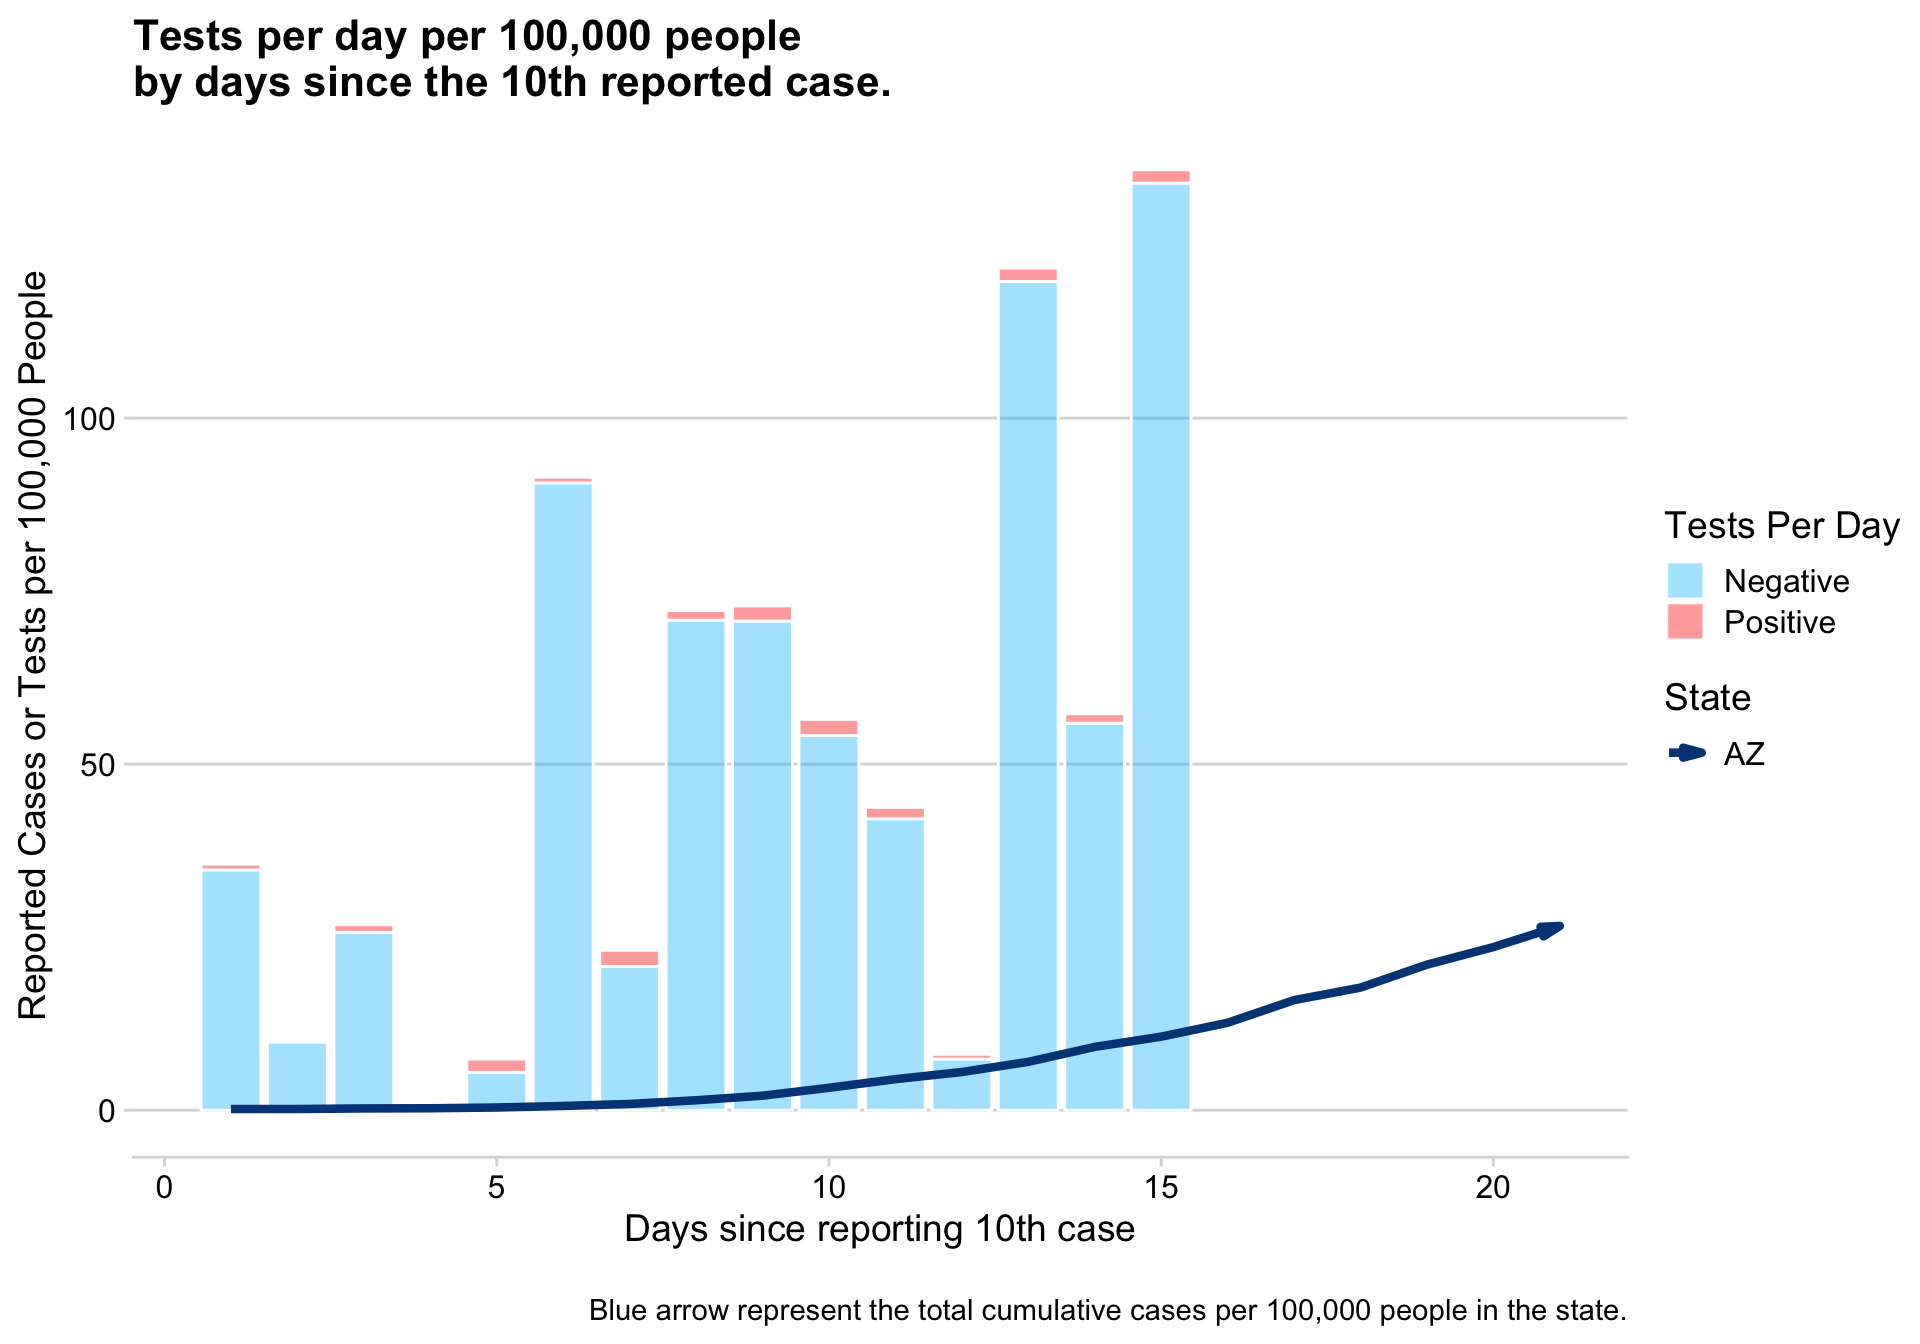 Tests per day per 100,000 people
by days since the 10th reported case.
Reported Cases or Tests per 100,000 People
100
50
0
0
5
10
15
20
Days since reporting 10th case
Tests Per Day
Negative
Positive
State
AZ
Blue arrow represent the total cumulative cases per 100,000 people in the state.